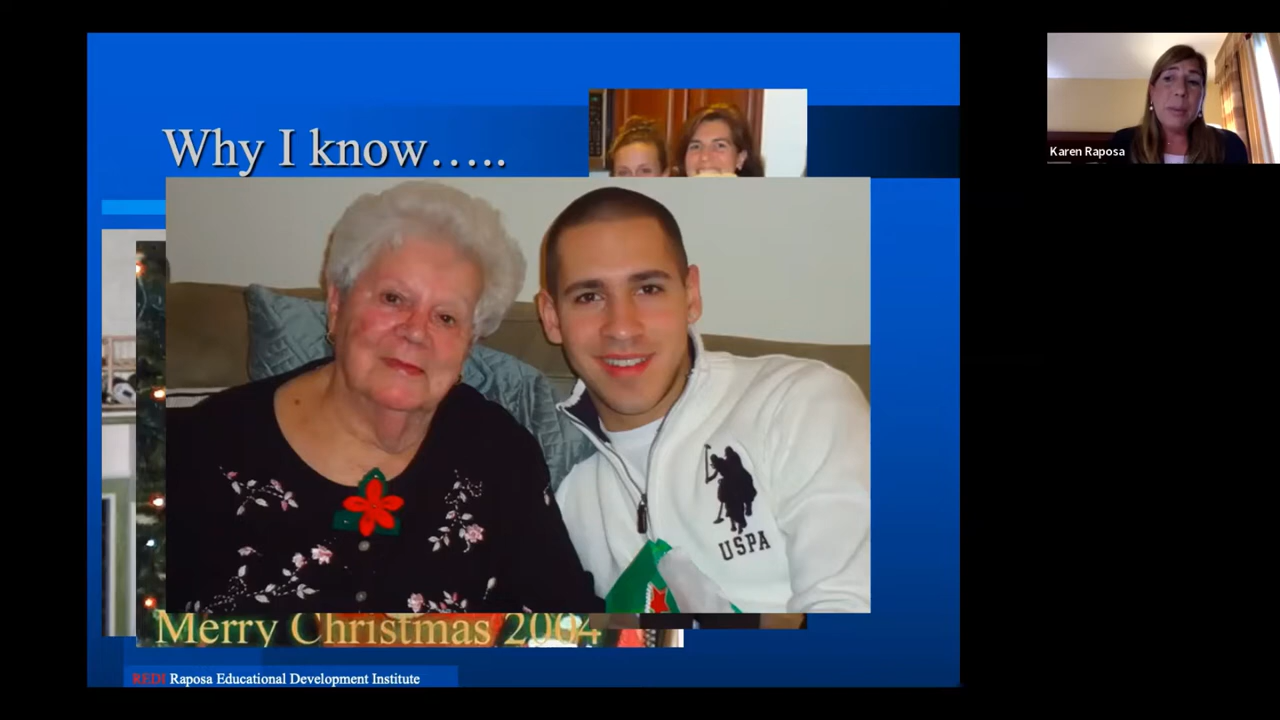 Why I know…..
Karen Raposa
USPA
Merry Christmas 2004
REDI Raposa Educational Development Institute